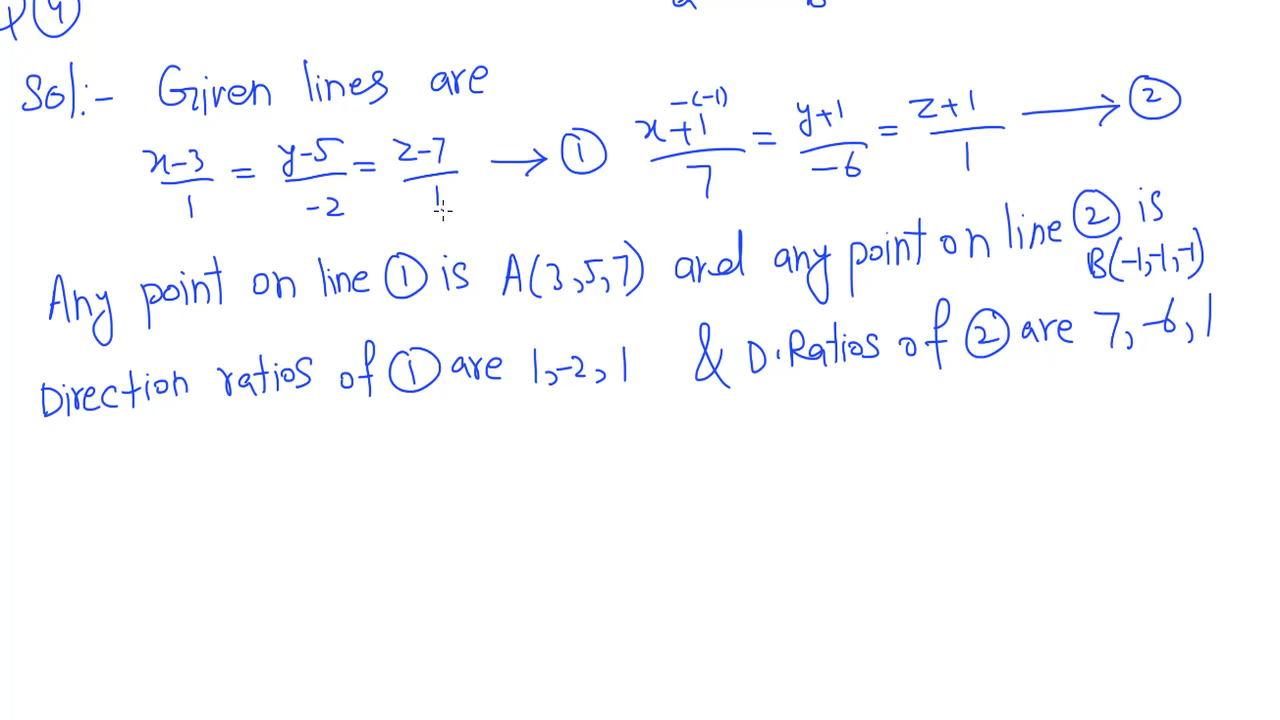 ④
Sol:- Given lines are
x-3/1 = y-5/-2 = z-7/1 → ① x+1/7 -(-1) = y+1/-6 = z+1/1 → ②
Any point on line ① is A(3,5,7) and any point on line ② is B(-1,-1,-1)
Direction ratios of ① are 1,-2,1 & D.Ratios of ② are 7,-6,1